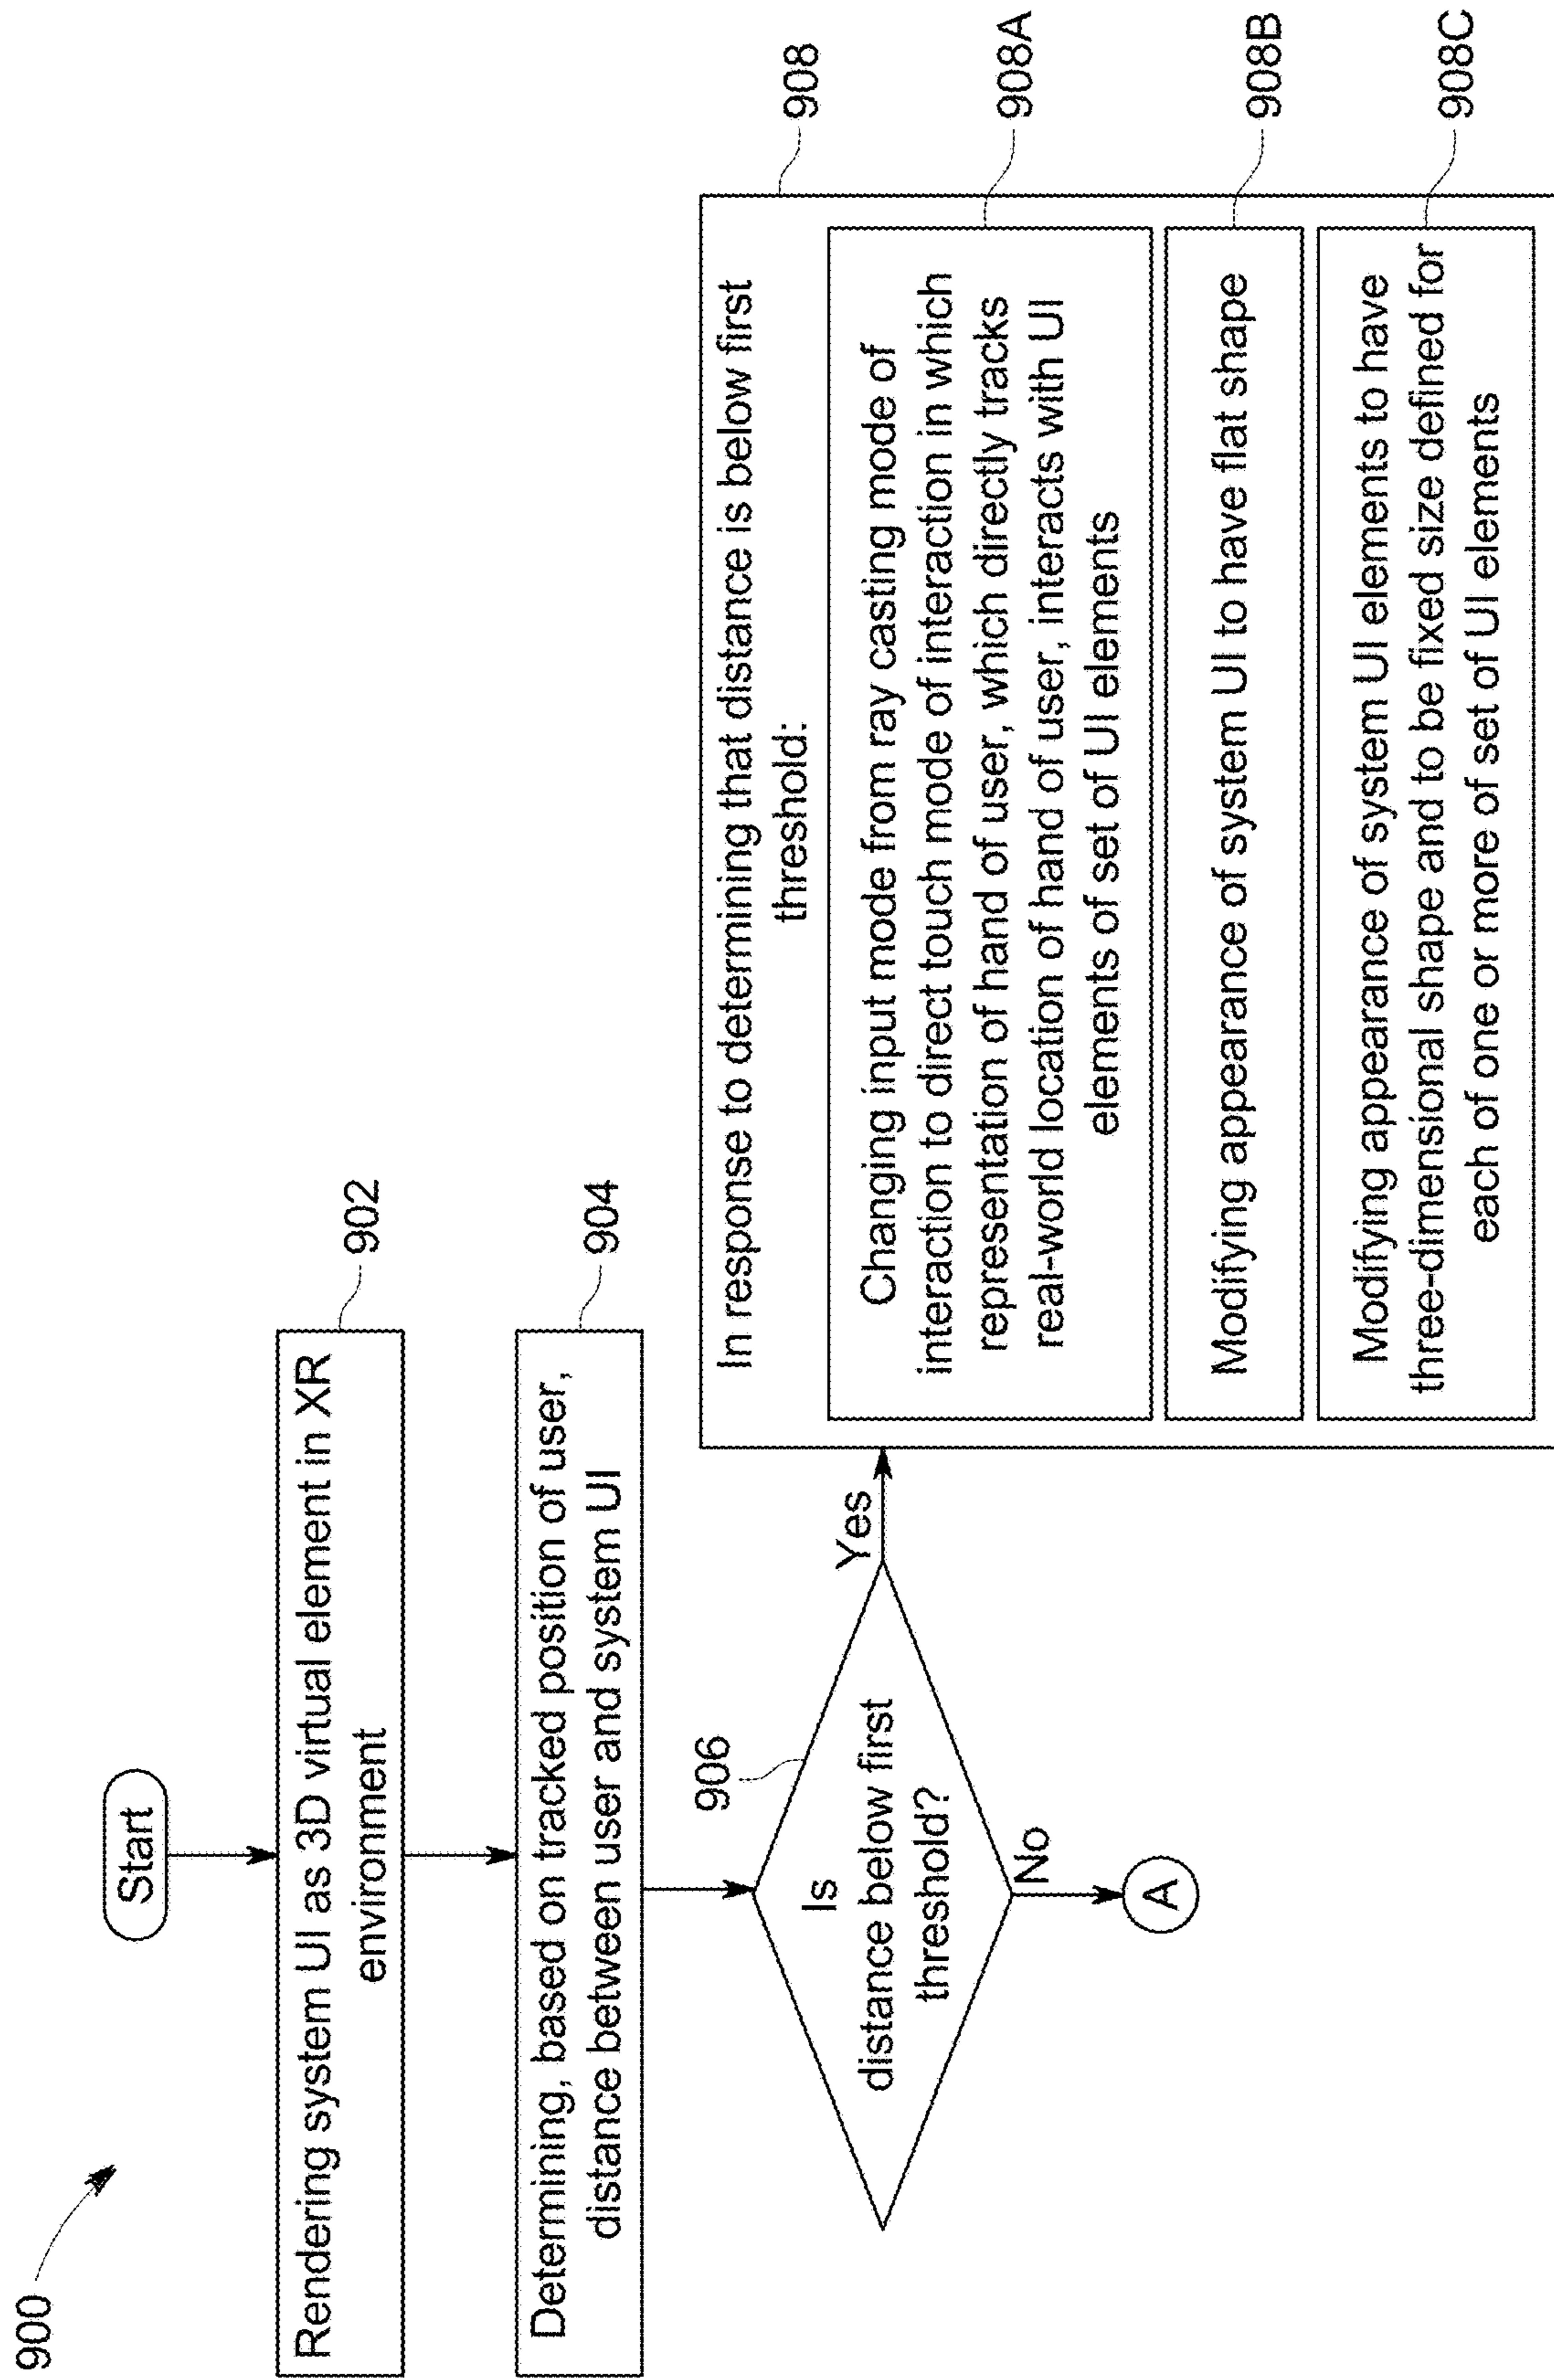 900
Start
Rendering system UI as 3D virtual element in XR
environment
902
Determining, based on tracked position of user,
distance between user and system UI
904
906
Is
distance below first
threshold?
Yes
No
A
In response to determining that distance is below first
threshold:
908
Changing input mode from ray casting mode of
interaction to direct touch mode of interaction in which
representation of hand of user, which directly tracks
real-world location of hand of user, interacts with UI
elements of set of UI elements
908A
Modifying appearance of system UI to have flat shape
908B
Modifying appearance of system UI elements to have
three-dimensional shape and to be fixed size defined for
each of one or more of set of UI elements
908C